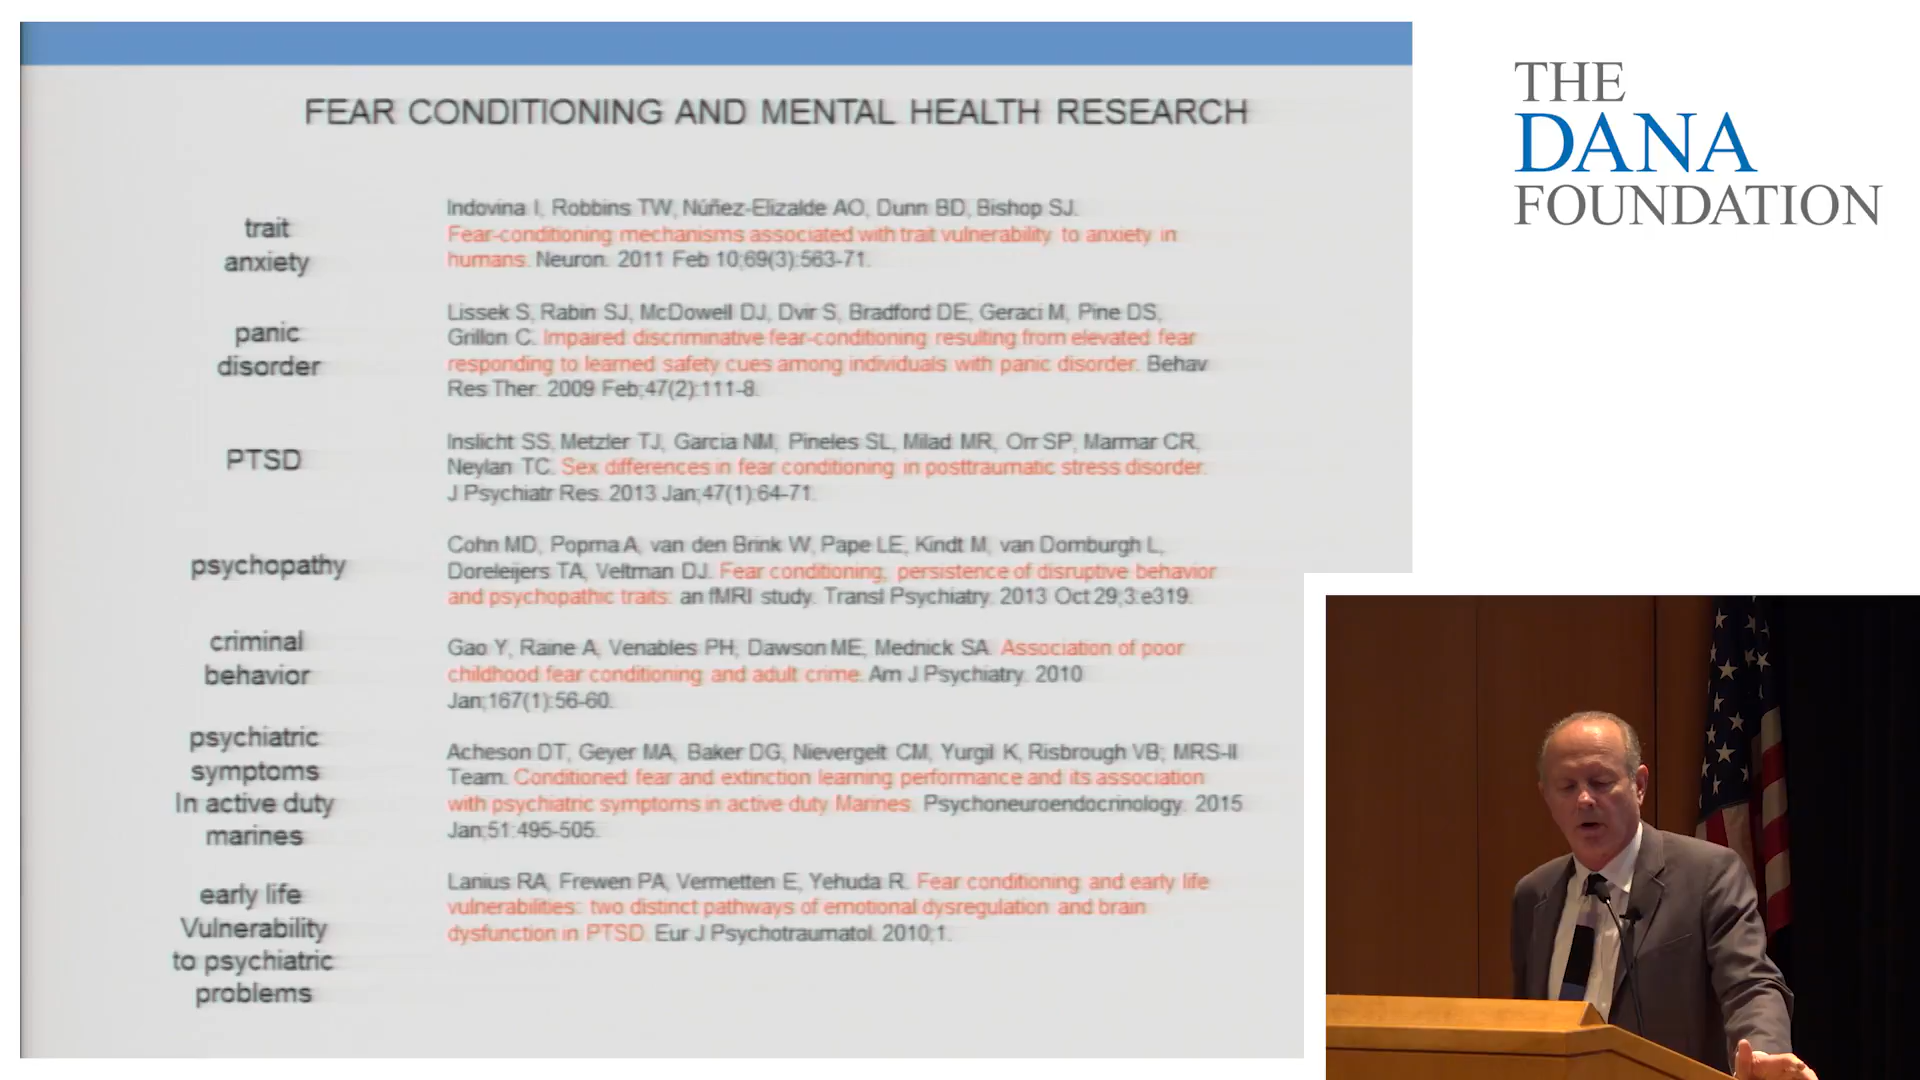 FEAR CONDITIONING AND MENTAL HEALTH RESEARCH
trait
anxiety
Indovina I, Robbins TW, Núñez-Elizalde AO, Dunn BD, Bishop SJ.
Fear-conditioning mechanisms associated with trait vulnerability to anxiety in
humans. Neuron. 2011 Feb 10;69(3):563-71.
panic
disorder
Lissek S, Rabin SJ, McDowell DJ, Dvir S, Bradford DE, Geraci M, Pine DS,
Grillon C. Impaired discriminative fear-conditioning resulting from elevated fear
responding to learned safety cues among individuals with panic disorder. Behav
Res Ther. 2009 Feb;47(2):111-8.
PTSD
Inslicht SS, Metzler TJ, Garcia NM, Pineles SL, Milad MR, Orr SP, Marmar CR,
Neylan TC. Sex differences in fear conditioning in posttraumatic stress disorder.
J Psychiatr Res. 2013 Jan;47(1):64-71.
psychopathy
Cohn MD, Popma A, van den Brink W, Pape LE, Kindt M, van Domburgh L,
Doreleijers TA, Veltman DJ. Fear conditioning, persistence of disruptive behavior
and psychopathic traits: an fMRI study. Transl Psychiatry. 2013 Oct 29;3:e319.
criminal
behavior
Gao Y, Raine A, Venables PH, Dawson ME, Mednick SA. Association of poor
childhood fear conditioning and adult crime. Am J Psychiatry. 2010
Jan;167(1):56-60.
psychiatric
symptoms
In active duty
marines
Acheson DT, Geyer MA, Baker DG, Nievergelt CM, Yurgil K, Risbrough VB; MRS-II
Team. Conditioned fear and extinction learning performance and its association
with psychiatric symptoms in active duty Marines. Psychoneuroendocrinology. 2015
Jan;51:495-505.
early life
Vulnerability
to psychiatric
problems
Lanius RA, Frewen PA, Vermetten E, Yehuda R. Fear conditioning and early life
vulnerabilities: two distinct pathways of emotional dysregulation and brain
dysfunction in PTSD. Eur J Psychotraumatol. 2010;1.
THE
DANA
FOUNDATION